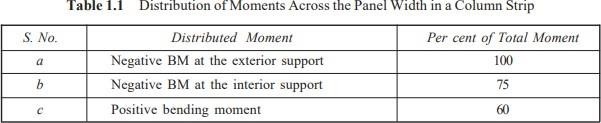 Table 1.1 Distribution of Moments Across the Panel Width in a Column Strip
S. No. Distributed Moment Per cent of Total Moment
a Negative BM at the exterior support 100
b Negative BM at the interior support 75
c Positive bending moment 60